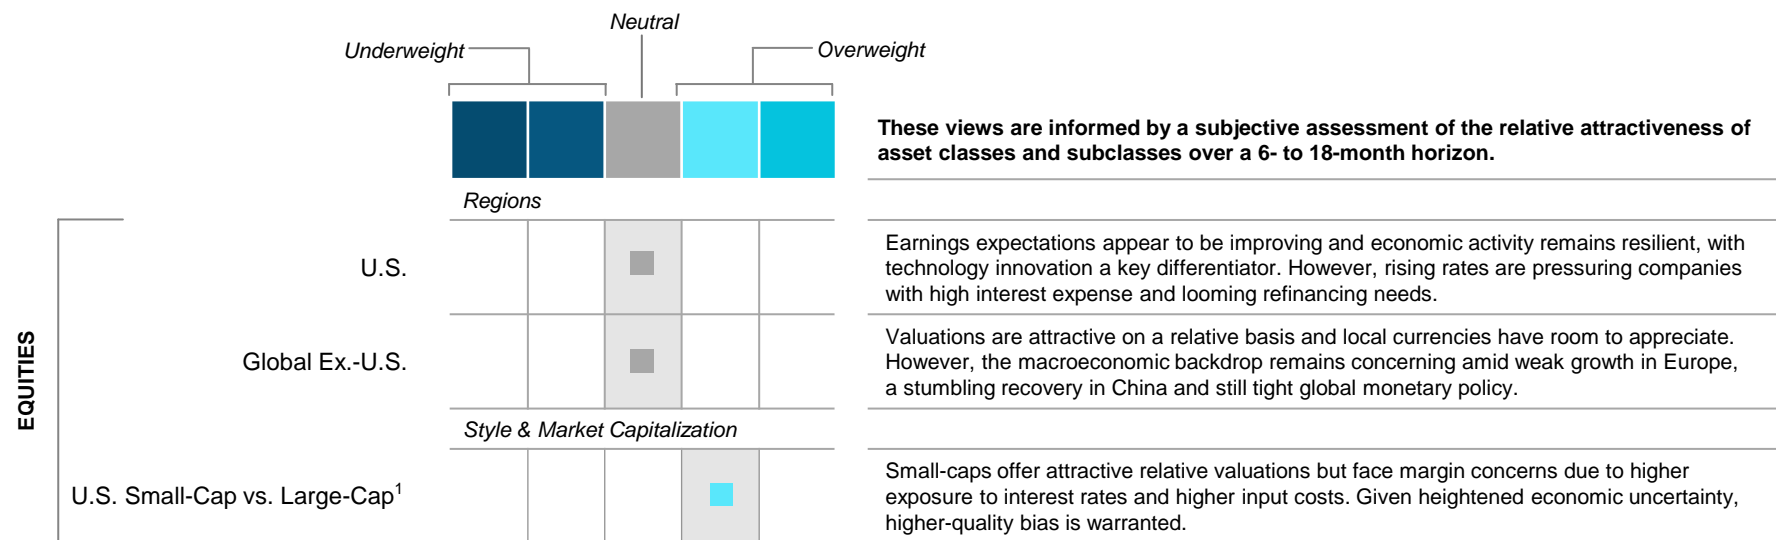 Neutral
Underweight
Overweight
These views are informed by a subjective assessment of the relative attractiveness of
asset classes and subclasses over a 6- to 18-month horizon.
Regions
EQUITIES
U.S.
Earnings expectations appear to be improving and economic activity remains resilient, with
technology innovation a key differentiator. However, rising rates are pressuring companies
with high interest expense and looming refinancing needs.
Global Ex.-U.S.
Valuations are attractive on a relative basis and local currencies have room to appreciate.
However, the macroeconomic backdrop remains concerning amid weak growth in Europe,
a stumbling recovery in China and still tight global monetary policy.
Style & Market Capitalization
U.S. Small-Cap vs. Large-Cap¹
Small-caps offer attractive relative valuations but face margin concerns due to higher
exposure to interest rates and higher input costs. Given heightened economic uncertainty,
higher-quality bias is warranted.